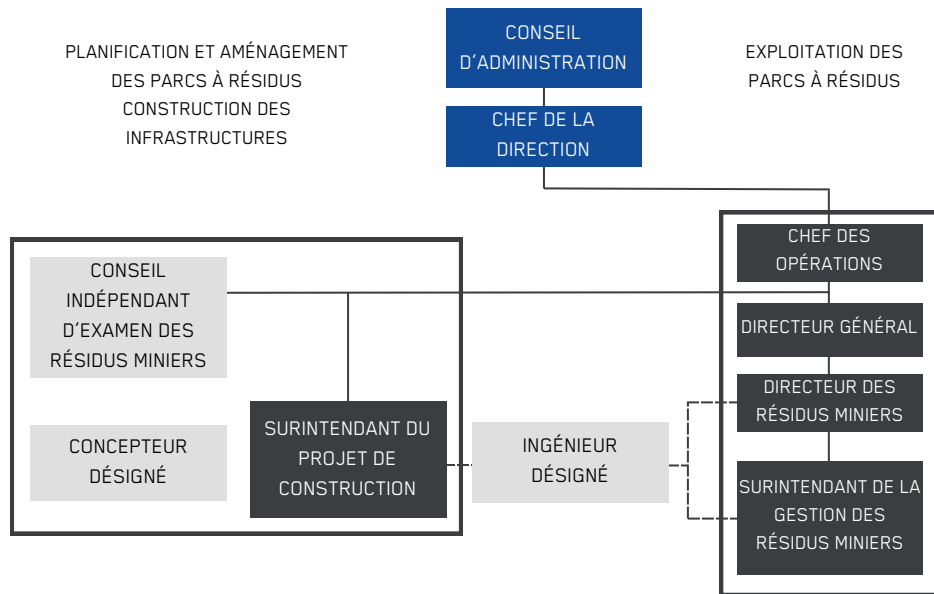 PLANIFICATION ET AMÉNAGEMENT
DES PARCS À RÉSIDUS
CONSTRUCTION DES
INFRASTRUCTURES
CONSEIL
D'ADMINISTRATION
CHEF DE LA
DIRECTION
EXPLOITATION DES
PARCS À RÉSIDUS
CONSEIL
INDÉPENDANT
D'EXAMEN DES
RÉSIDUS MINIERS
CONCEPTEUR
DÉSIGNÉ
SURINTENDANT DU
PROJET DE
CONSTRUCTION
INGÉNIEUR
DÉSIGNÉ
CHEF DES
OPÉRATIONS
DIRECTEUR GÉNÉRAL
DIRECTEUR DES
RÉSIDUS MINIERS
SURINTENDANT DE LA
GESTION DES
RÉSIDUS MINIERS